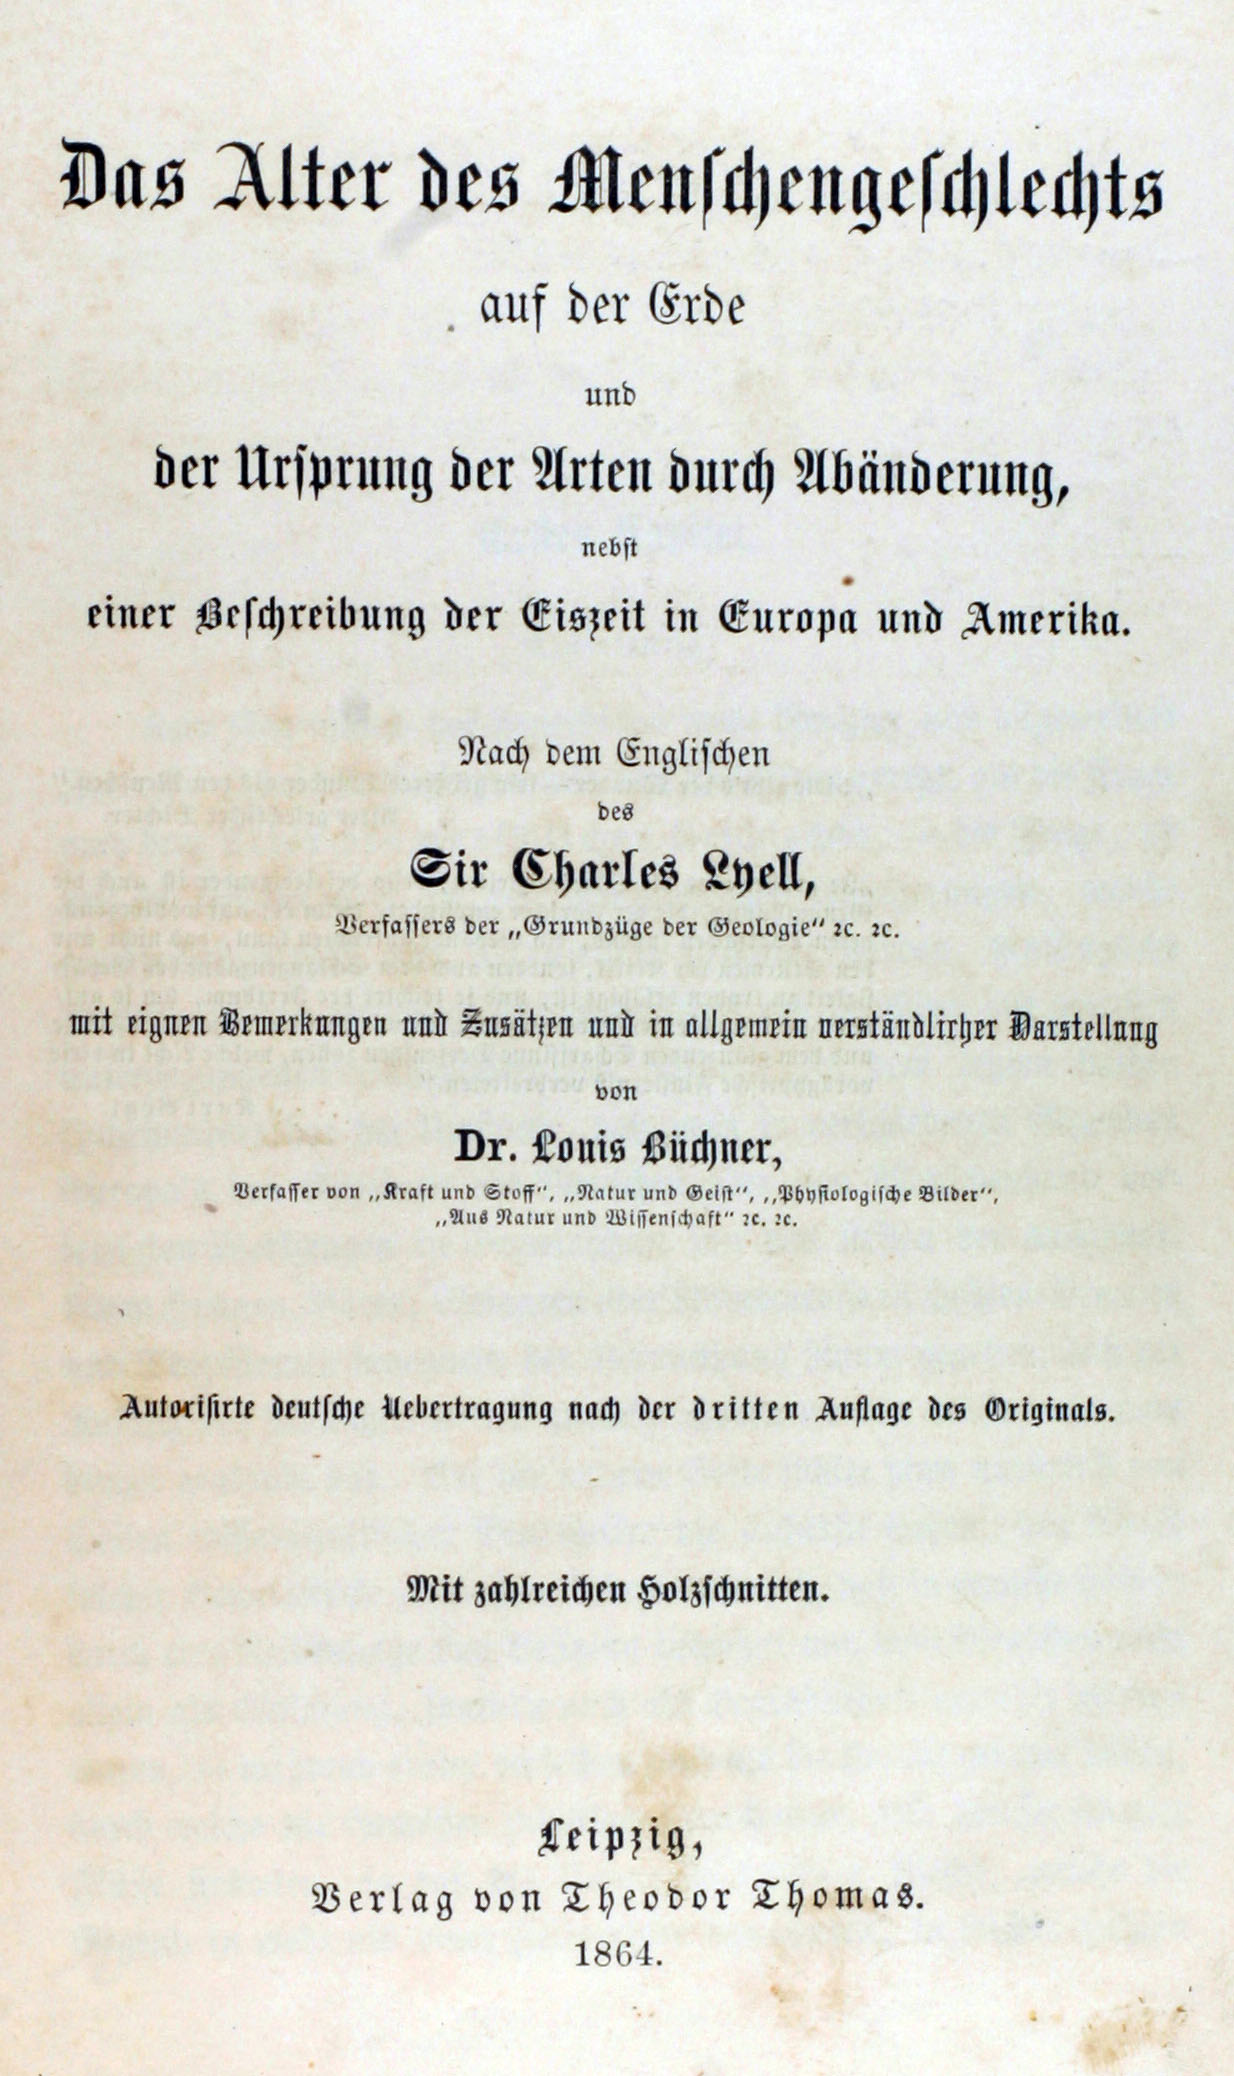 Das Alter des Menschengeschlechts
auf der Erde
und
der Ursprung der Arten durch Abänderung,
nebst
einer Beschreibung der Eiszeit in Europa und Amerika.
Nach dem Englischen
des
Sir Charles Lyell,
Verfassers der „Grundzüge der Geologie“ ꝛc. ꝛc.
mit eignen Bemerkungen und Zusätzen und in allgemein verständlicher Darstellung
von
Dr. Louis Büchner,
Verfasser von „Kraft und Stoff“, „Natur und Geist“, „Physiologische Bilder“,
„Aus Natur und Wissenschaft“ ꝛc. ꝛc.
Autorisirte deutsche Uebertragung nach der dritten Auflage des Originals.
Mit zahlreichen Holzschnitten.
Leipzig,
Verlag von Theodor Thomas.
1864.